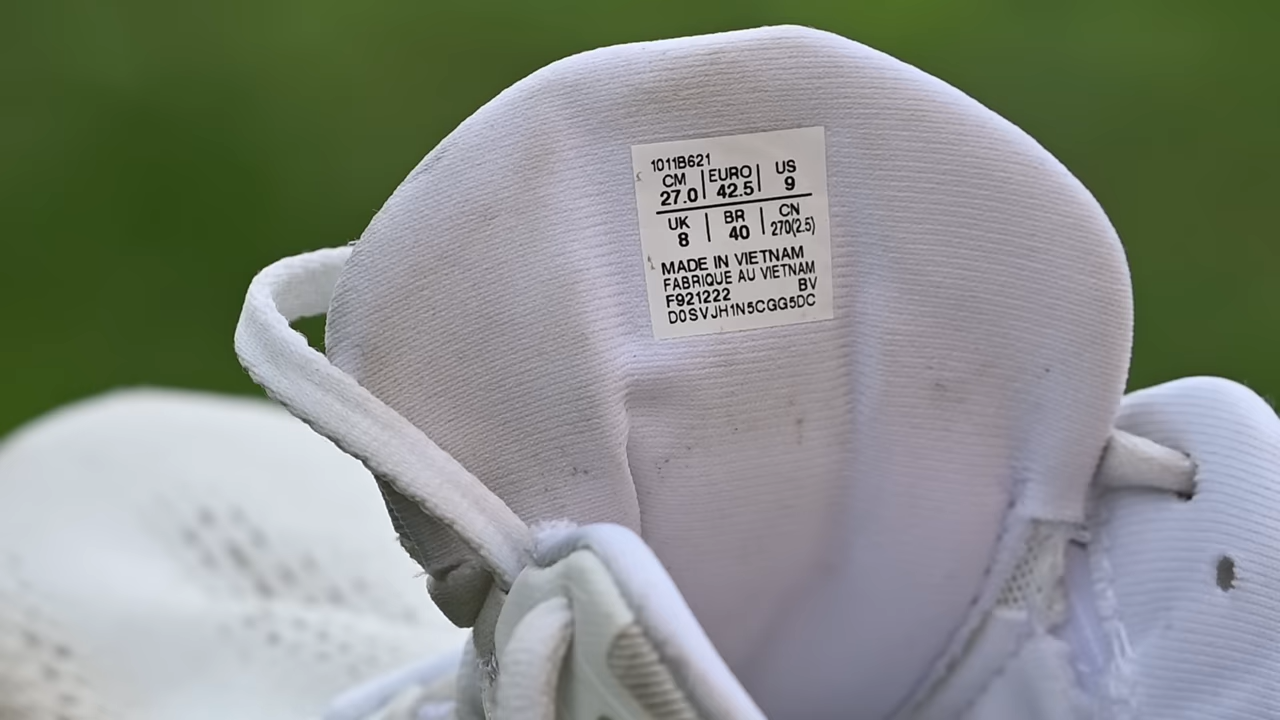 1011B621
CM | EURO | US
27.0 | 42.5 | 9
UK | BR | CN
8 | 40 | 270(2.5)
MADE IN VIETNAM
FABRIQUE AU VIETNAM
F921222 BV
D0SVJH1N5CGG5DC